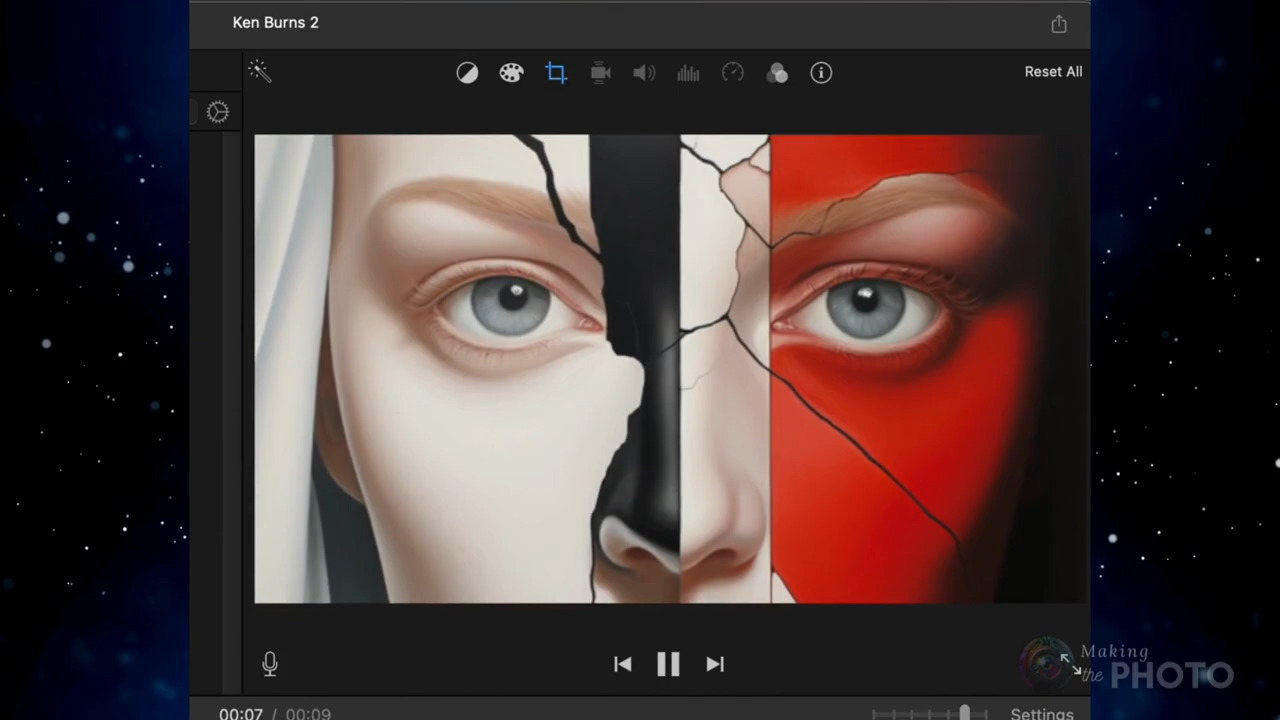 Ken Burns 2
Reset All
Making
the PHOTO
00:07 / 00:09
Settings